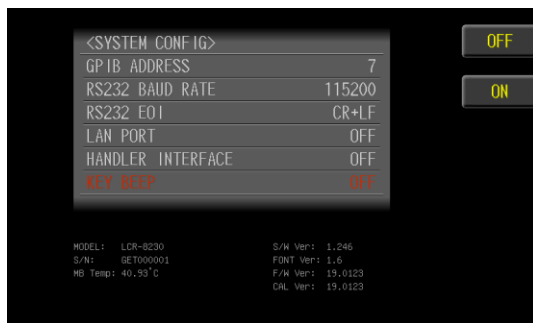 <SYSTEM CONFIG>
GPIB ADDRESS 7
RS232 BAUD RATE 115200
RS232 EOI CR+LF
LAN PORT OFF
HANDLER INTERFACE OFF
KEY BEEP OFF
OFF
ON
MODEL: LCR-8230
S/N: GET000001
MB Temp: 40.93°C
S/W Ver: 1.246
FONT Ver: 1.6
F/W Ver: 19.0123
CAL Ver: 19.0123